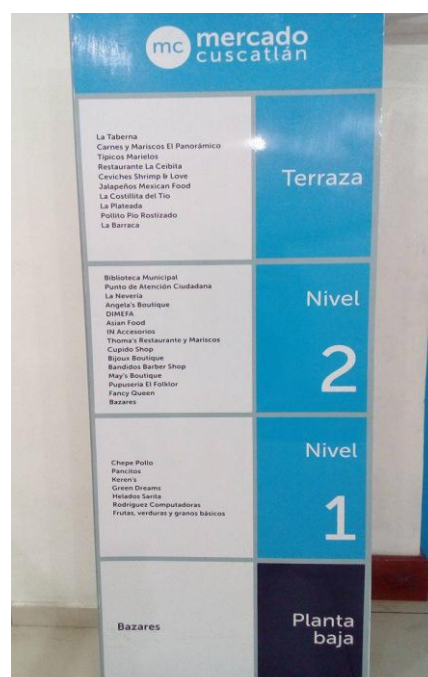 mc mercado
cuscatlán
La Taberna
Carnes y Mariscos El Panorámico
Típicos Marielos
Restaurante La Ceibita
Ceviches Shrimp & Love
Jalapeños Mexican Food
La Costillita del Tío
La Plateada
Pollito Pio Rostizado
La Barraca
Terraza
Biblioteca Municipal
Punto de Atención Ciudadana
La Nevería
Angela's Boutique
DIMEFA
Asian Food
IN Accesorios
Thoma's Restaurante y Mariscos
Cupido Shop
Bijoux Boutique
Bandidos Barber Shop
May's Boutique
Pupusería El Folklor
Fancy Queen
Bazares
Nivel
2
Chepe Pollo
Pancitos
Keren's
Green Dreams
Helados Sarita
Rodríguez Computadoras
Frutas, verduras y granos básicos
Nivel
1
Bazares
Planta
baja